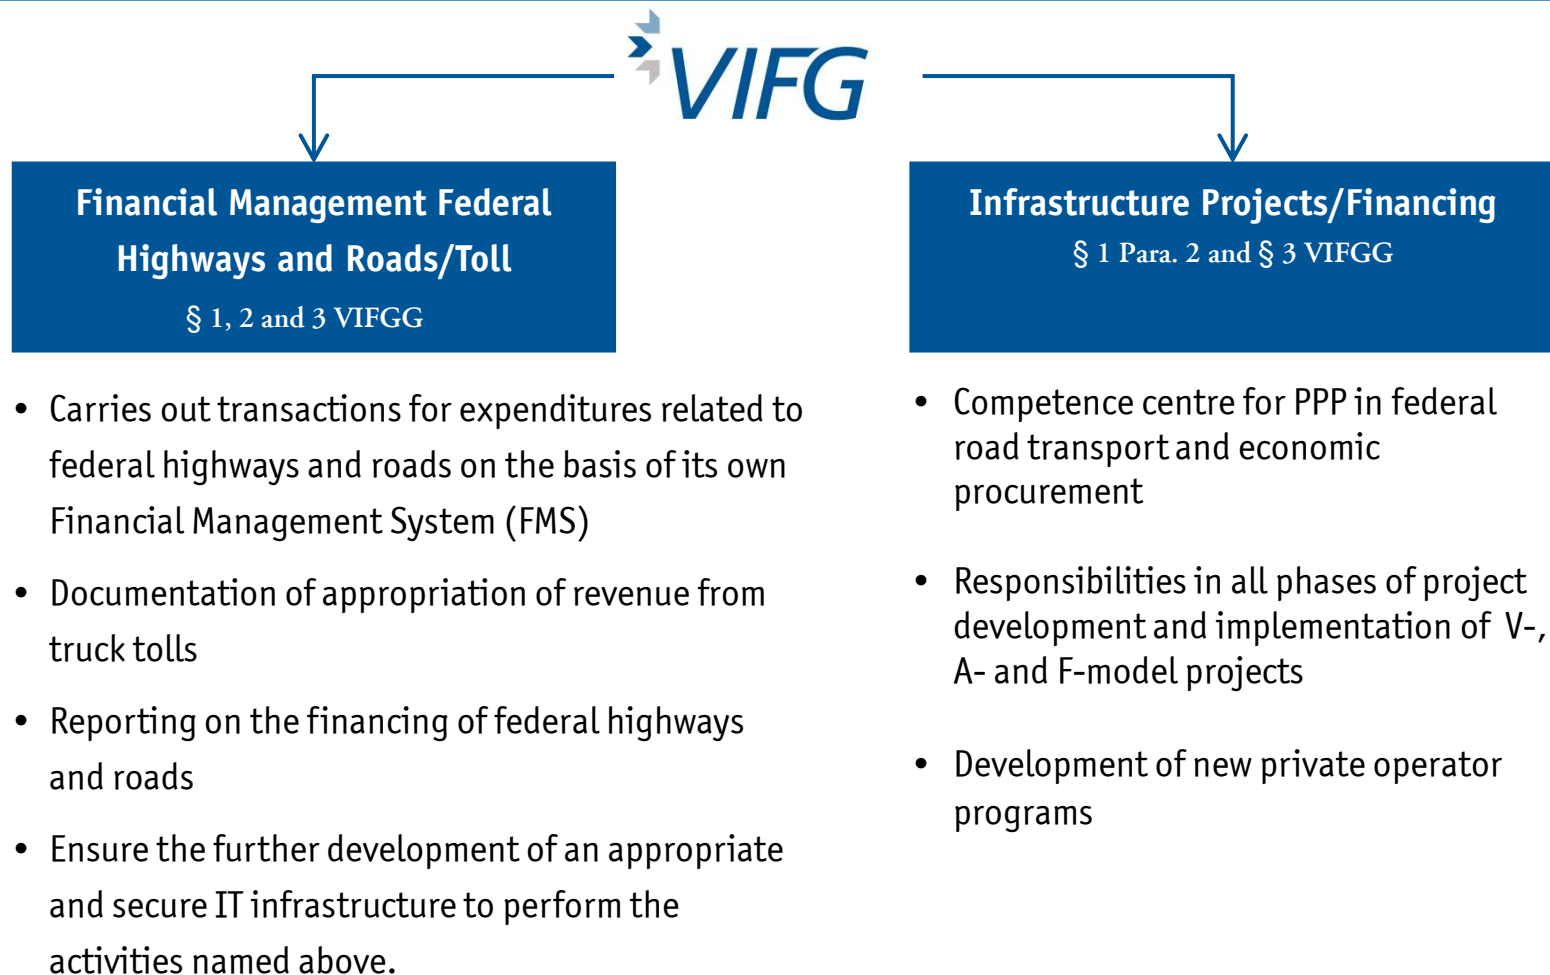 VIFG
Financial Management Federal
Highways and Roads/Toll
§ 1, 2 and 3 VIFGG
• Carries out transactions for expenditures related to
federal highways and roads on the basis of its own
Financial Management System (FMS)
• Documentation of appropriation of revenue from
truck tolls
• Reporting on the financing of federal highways
and roads
• Ensure the further development of an appropriate
and secure IT infrastructure to perform the
activities named above.
Infrastructure Projects/Financing
§ 1 Para. 2 and § 3 VIFGG
• Competence centre for PPP in federal
road transport and economic
procurement
• Responsibilities in all phases of project
development and implementation of V-,
A- and F-model projects
• Development of new private operator
programs